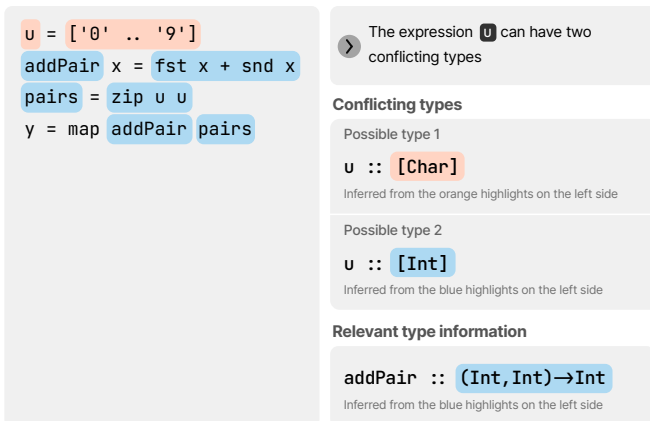 u = ['0' .. '9']
addPair x = fst x + snd x
pairs = zip u u
y = map addPair pairs
The expression u can have two
conflicting types
Conflicting types
Possible type 1
u :: [Char]
Inferred from the orange highlights on the left side
Possible type 2
u :: [Int]
Inferred from the blue highlights on the left side
Relevant type information
addPair :: (Int,Int)→Int
Inferred from the blue highlights on the left side